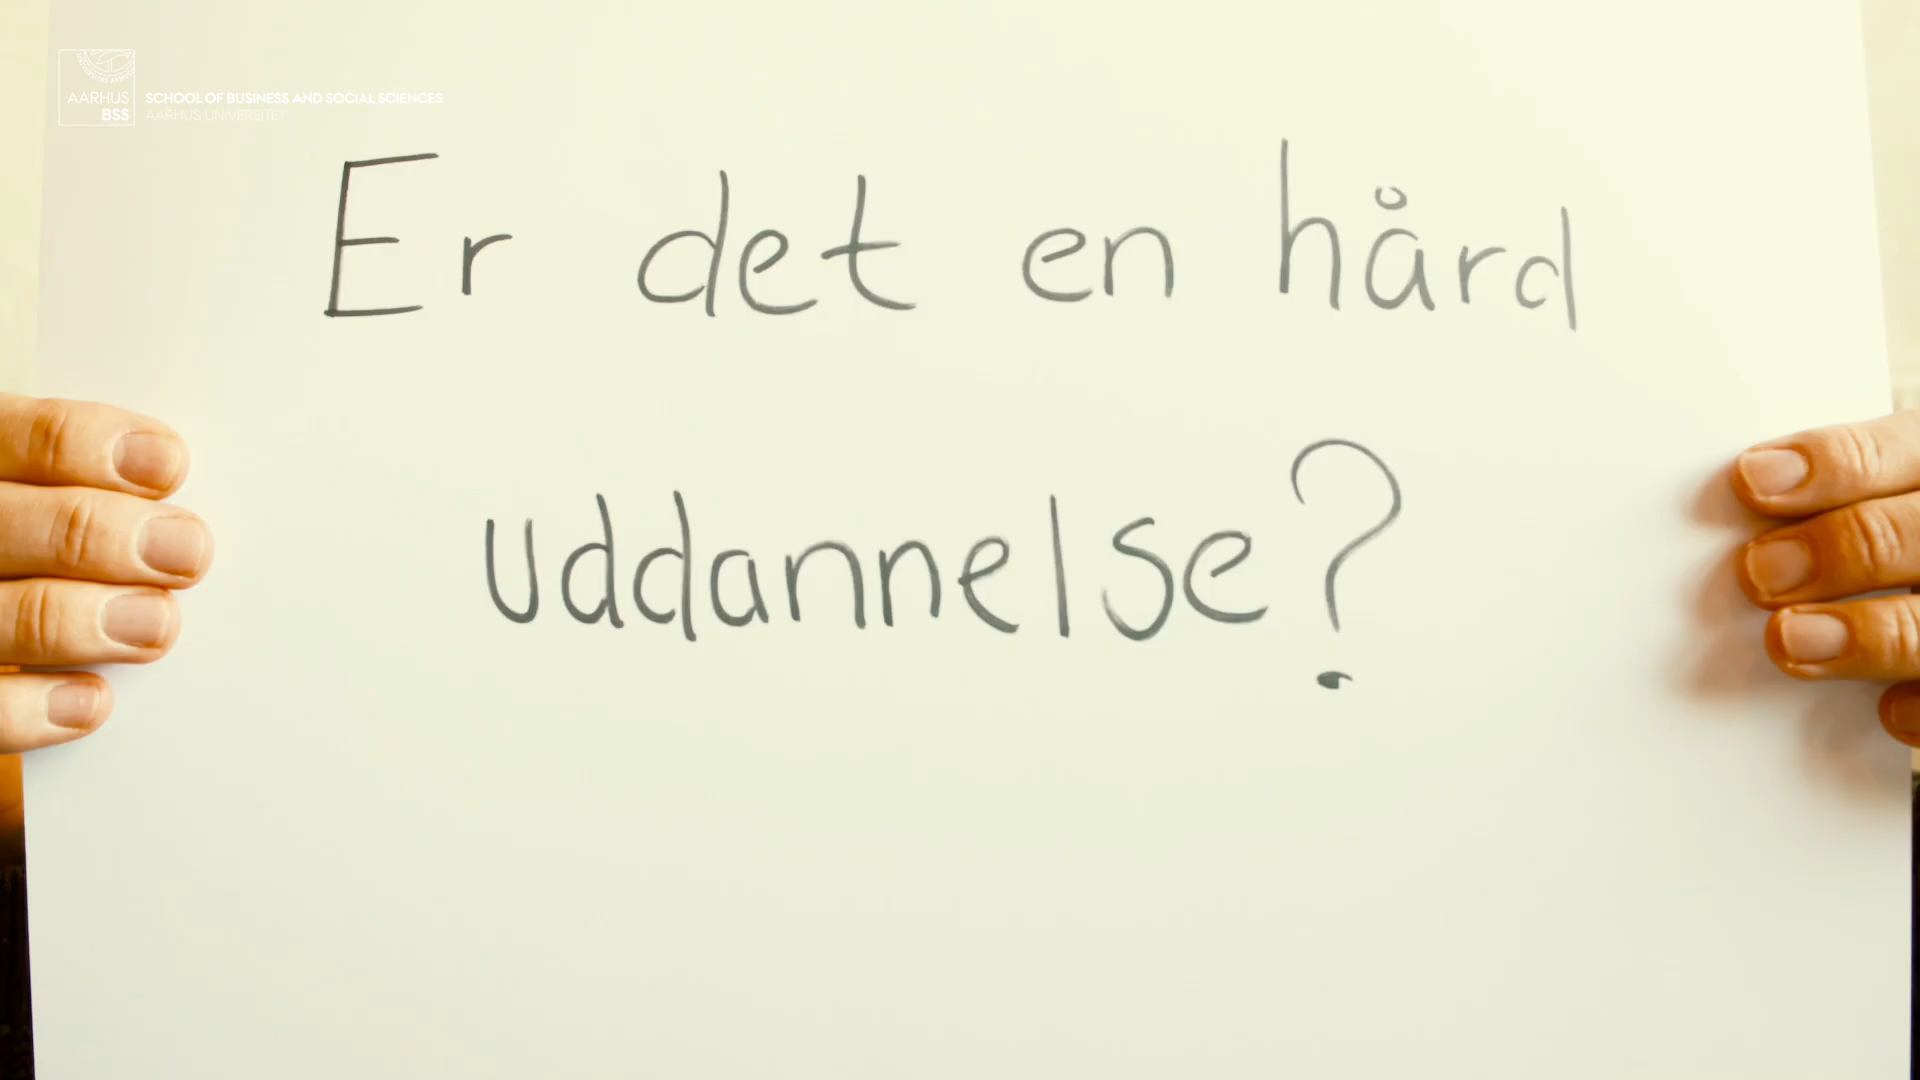 AARHUS
BSS
SCHOOL OF BUSINESS AND SOCIAL SCIENCES
AARHUS UNIVERSITET
Er det en hård
uddannelse?